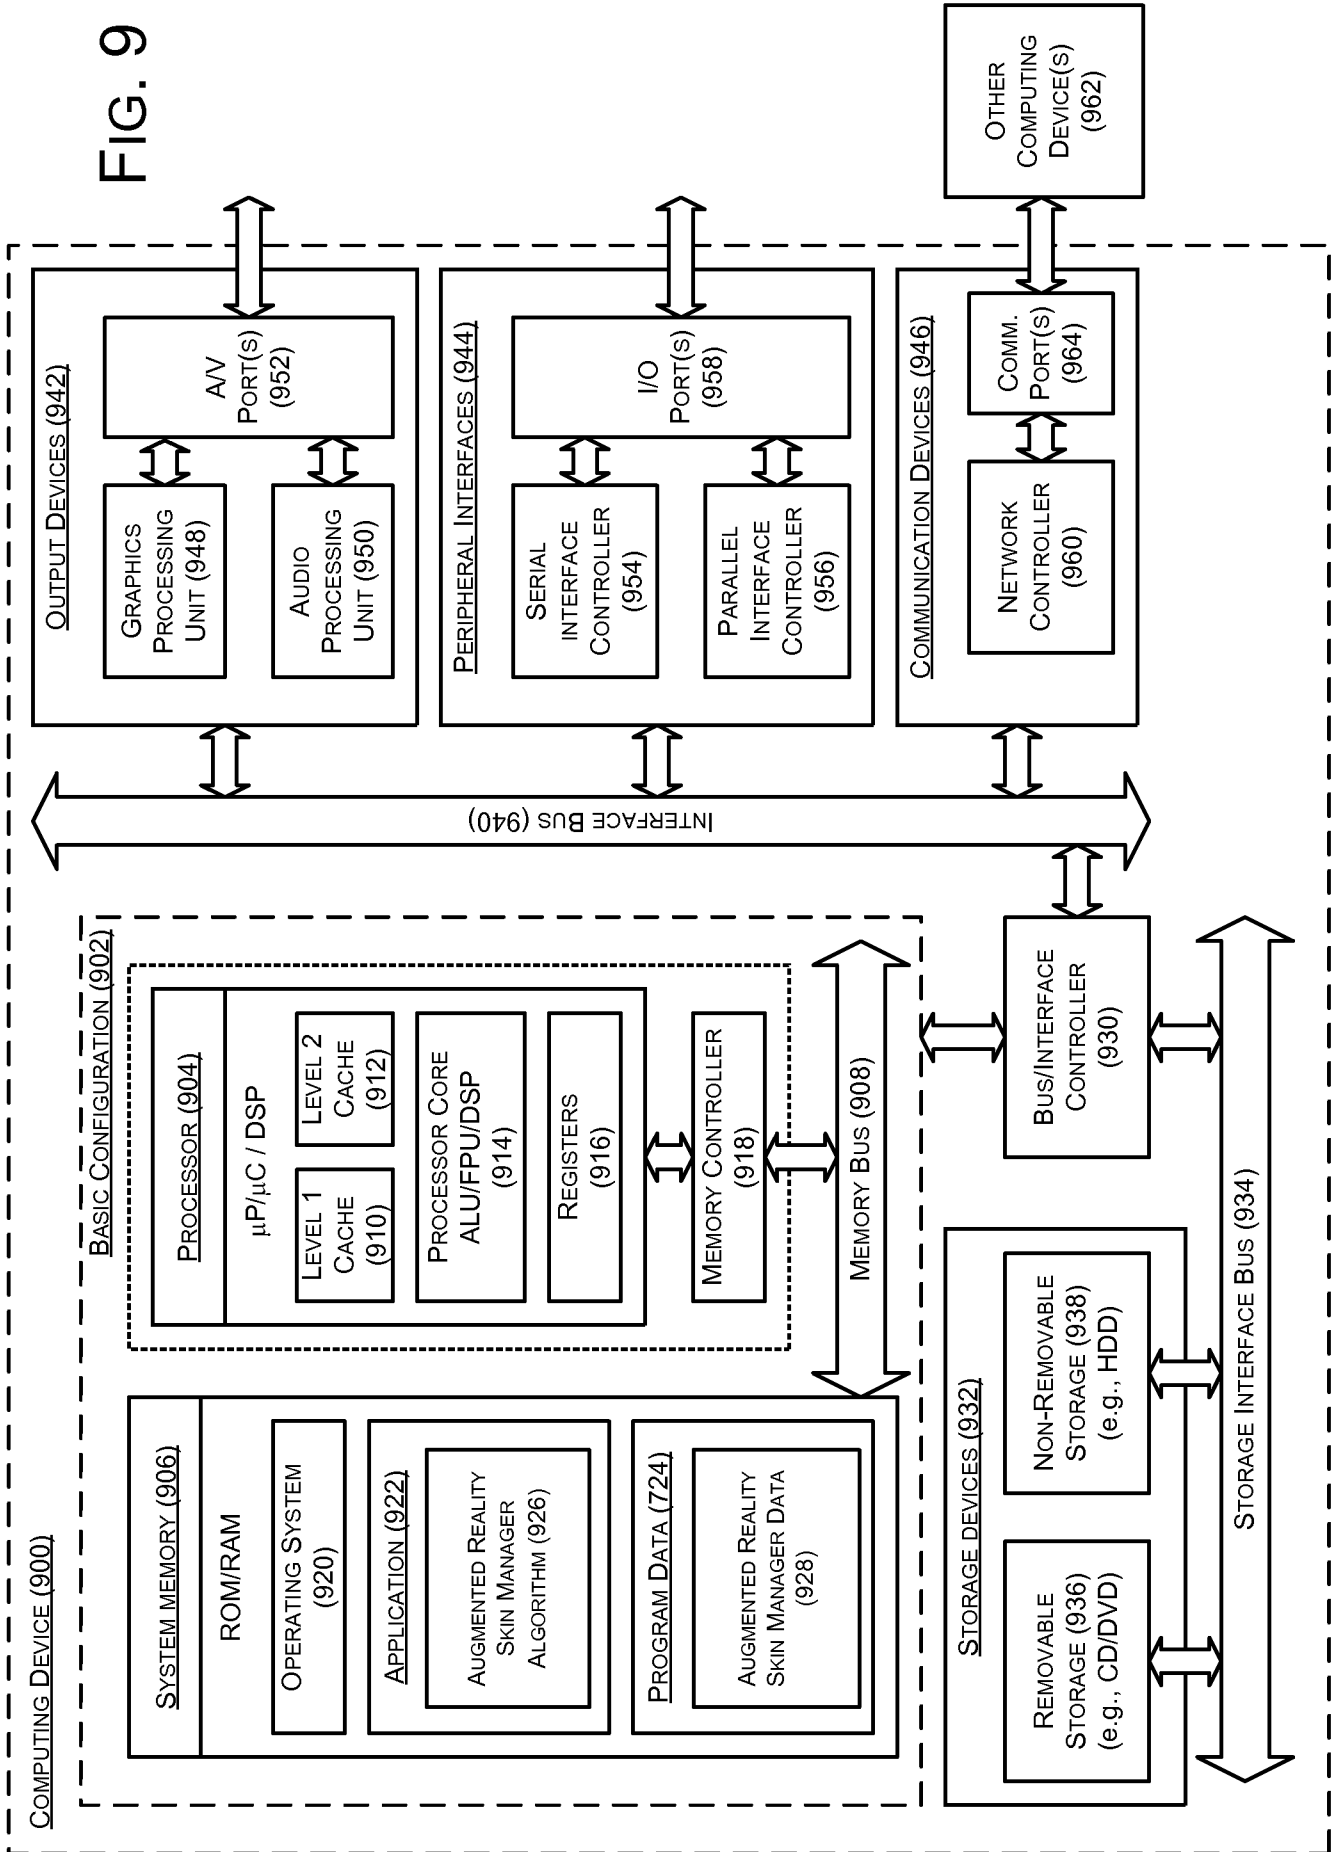 COMPUTING DEVICE (900)
BASIC CONFIGURATION (902)
SYSTEM MEMORY (906)
ROM/RAM
OPERATING SYSTEM
(920)
APPLICATION (922)
AUGMENTED REALITY
SKIN MANAGER
ALGORITHM (926)
PROGRAM DATA (724)
AUGMENTED REALITY
SKIN MANAGER DATA
(928)
PROCESSOR (904)
µP/µC / DSP
LEVEL 1
CACHE
(910)
LEVEL 2
CACHE
(912)
PROCESSOR CORE
ALU/FPU/DSP
(914)
REGISTERS
(916)
MEMORY CONTROLLER
(918)
MEMORY BUS (908)
BUS/INTERFACE
CONTROLLER
(930)
STORAGE DEVICES (932)
REMOVABLE
STORAGE (936)
(e.g., CD/DVD)
NON-REMOVABLE
STORAGE (938)
(e.g., HDD)
STORAGE INTERFACE BUS (934)
INTERFACE BUS (940)
OUTPUT DEVICES (942)
GRAPHICS
PROCESSING
UNIT (948)
AUDIO
PROCESSING
UNIT (950)
A/V
PORT(S)
(952)
PERIPHERAL INTERFACES (944)
SERIAL
INTERFACE
CONTROLLER
(954)
PARALLEL
INTERFACE
CONTROLLER
(956)
I/O
PORT(S)
(958)
COMMUNICATION DEVICES (946)
NETWORK
CONTROLLER
(960)
COMM.
PORT(S)
(964)
OTHER
COMPUTING
DEVICE(S)
(962)
FIG. 9